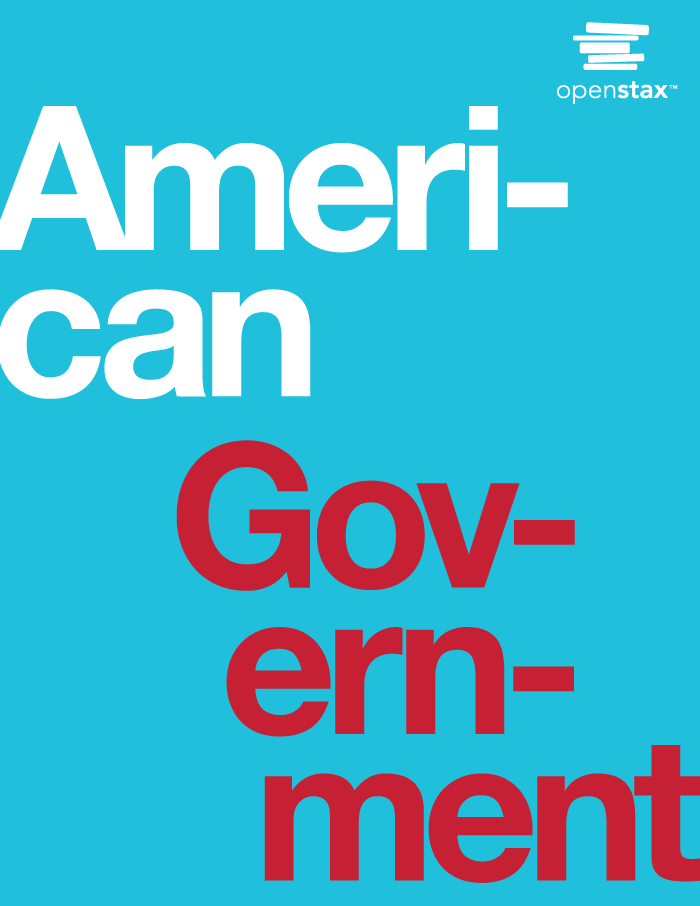 openstax™
Ameri-
can
Gov-
ern-
ment